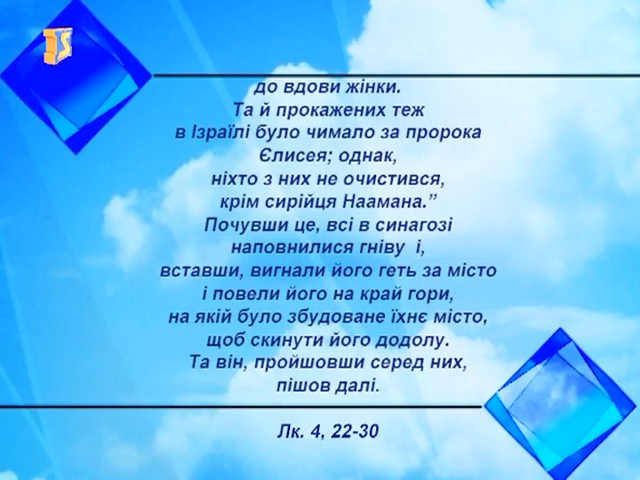 до вдови жінки.
Та й прокажених теж
в Ізраїлі було чимало за пророка
Єлисея; однак,
ніхто з них не очистився,
крім сирійця Наамана.”
Почувши це, всі в синагозі
наповнилися гніву і,
вставши, вигнали його геть за місто
і повели його на край гори,
на якій було збудоване їхнє місто,
щоб скинути його додолу.
Та він, пройшовши серед них,
пішов далі.
Лк. 4, 22-30